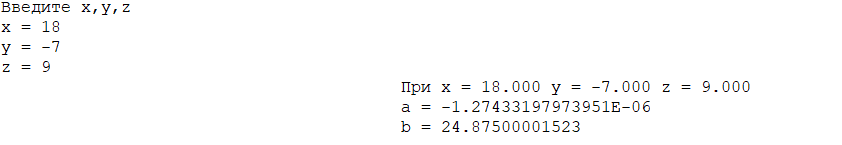 Введите x,y,z
x = 18
y = -7
z = 9
При x = 18.000 y = -7.000 z = 9.000
a = -1.27433197973951E-06
b = 24.87500001523